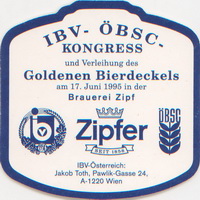 IBV- ÖBSC-
KONGRESS
und Verleihung des
Goldenen Bierdeckels
am 17. Juni 1995 in der
Brauerei Zipf
ÖBSC
Zipfer
SEIT 1858
IBV-Österreich:
Jakob Toth, Pawlik-Gasse 24,
A-1220 Wien